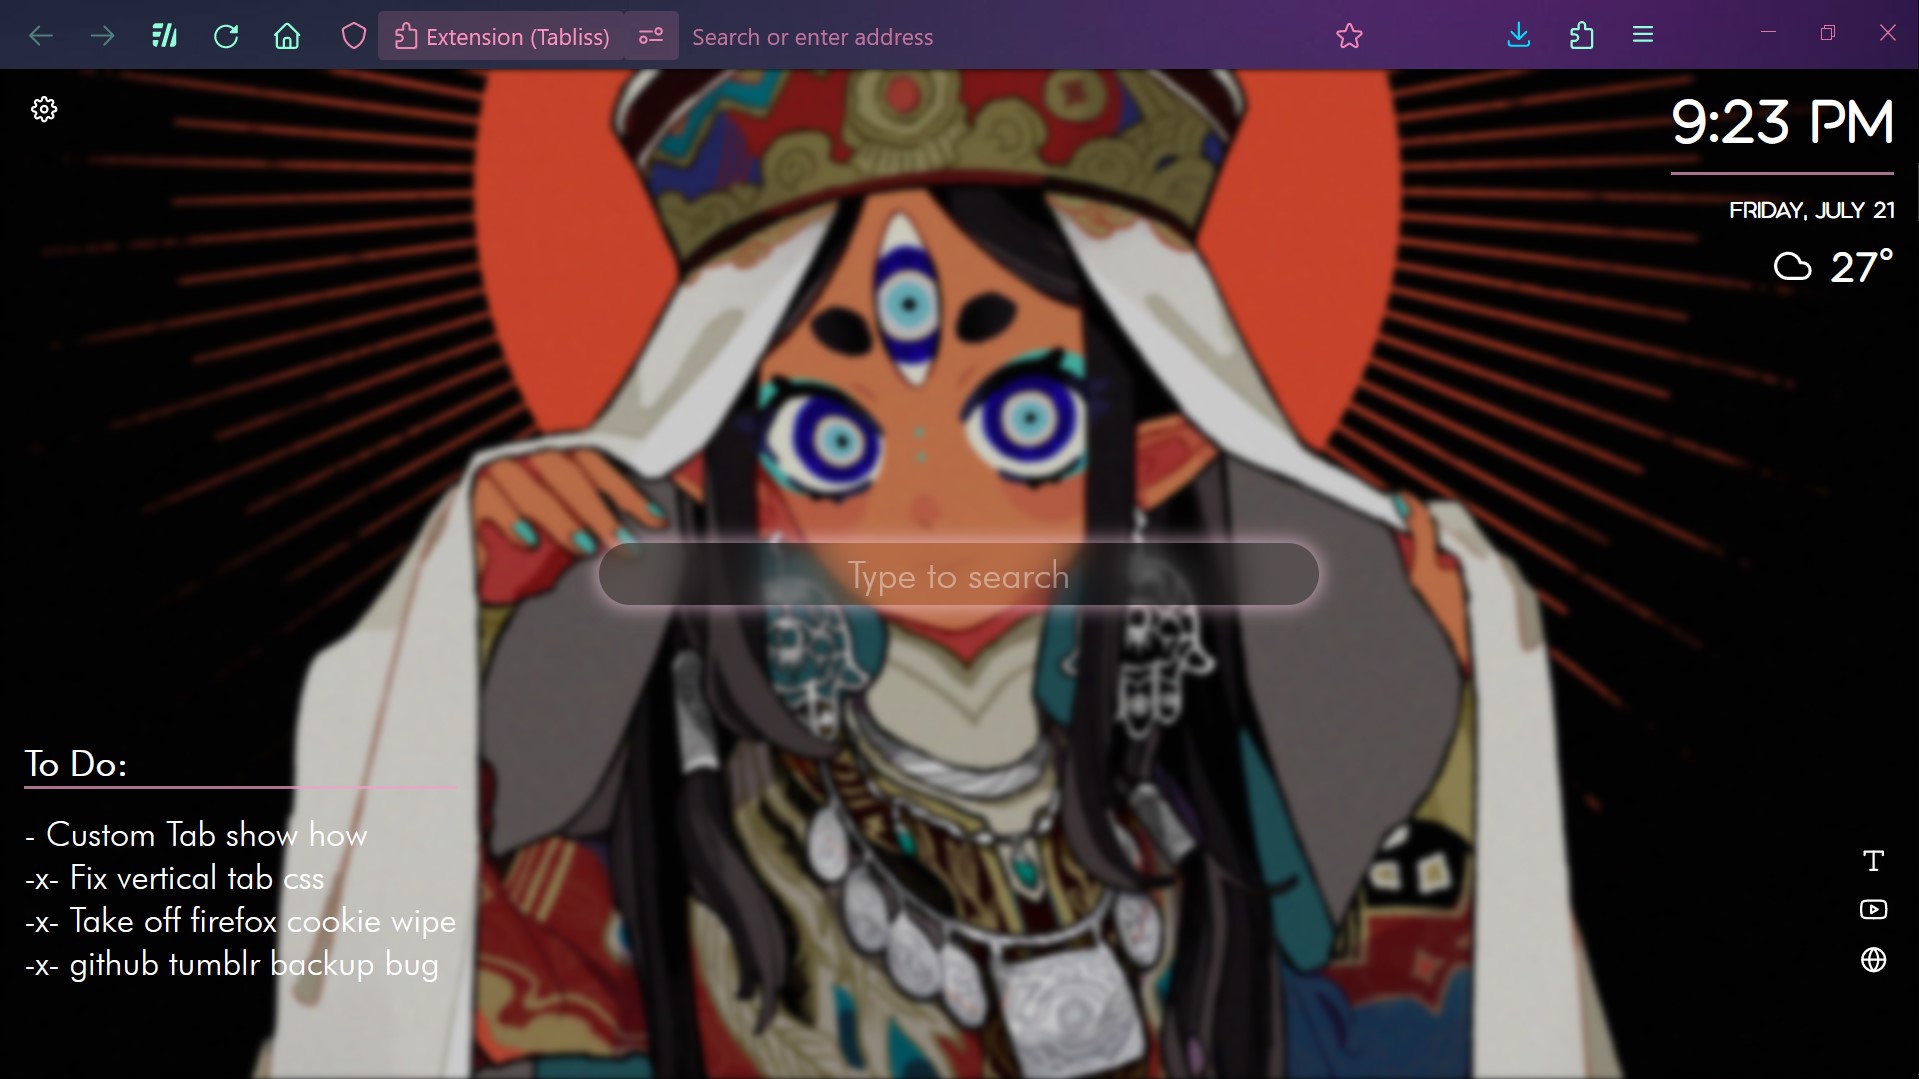 Extension (Tabliss)
Search or enter address
9:23 PM
FRIDAY, JULY 21
27°
Type to search
To Do:
- Custom Tab show how
-x- Fix vertical tab css
-x- Take off firefox cookie wipe
-x- github tumblr backup bug